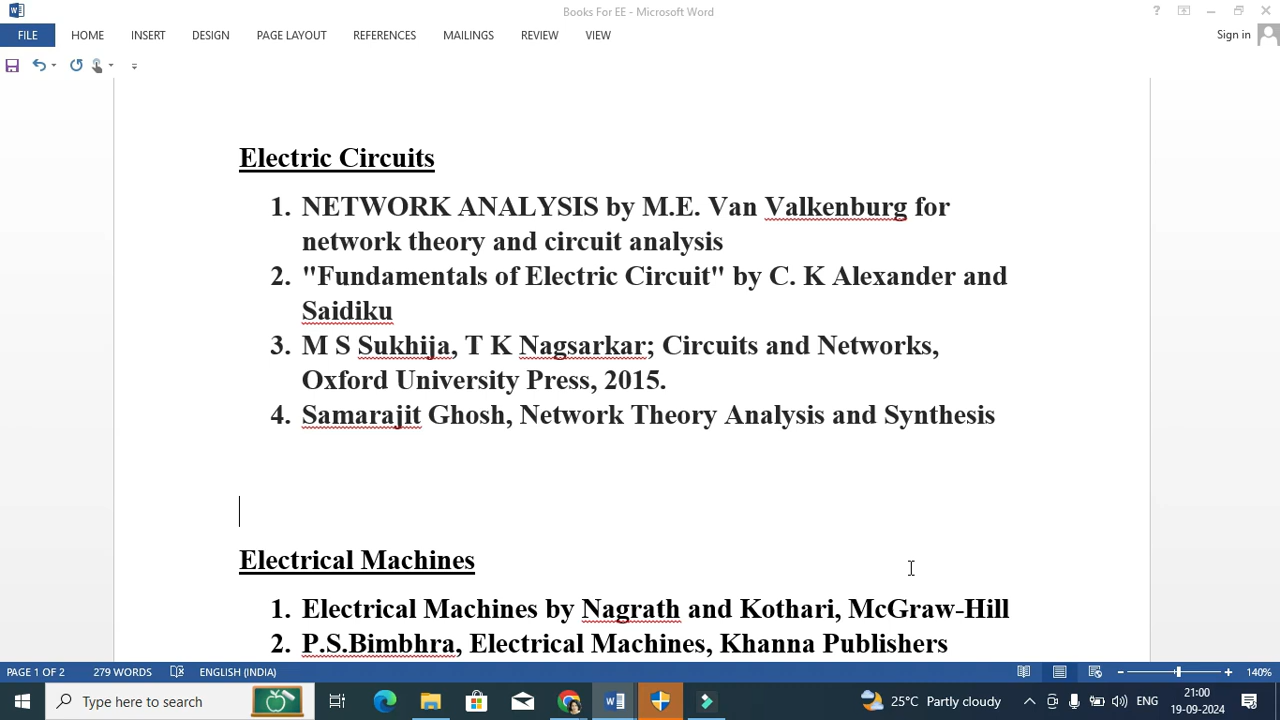 Books For EE - Microsoft Word
?
Sign in
FILE HOME INSERT DESIGN PAGE LAYOUT REFERENCES MAILINGS REVIEW VIEW
Electric Circuits
1. NETWORK ANALYSIS by M.E. Van Valkenburg for
network theory and circuit analysis
2. "Fundamentals of Electric Circuit" by C. K Alexander and
Saidiku
3. M S Sukhija, T K Nagsarkar; Circuits and Networks,
Oxford University Press, 2015.
4. Samarajit Ghosh, Network Theory Analysis and Synthesis
Electrical Machines
1. Electrical Machines by Nagrath and Kothari, McGraw-Hill
2. P.S.Bimbhra, Electrical Machines, Khanna Publishers
PAGE 1 OF 2 279 WORDS ENGLISH (INDIA) 140%
Type here to search
25°C Partly cloudy
ENG
21:00
19-09-2024